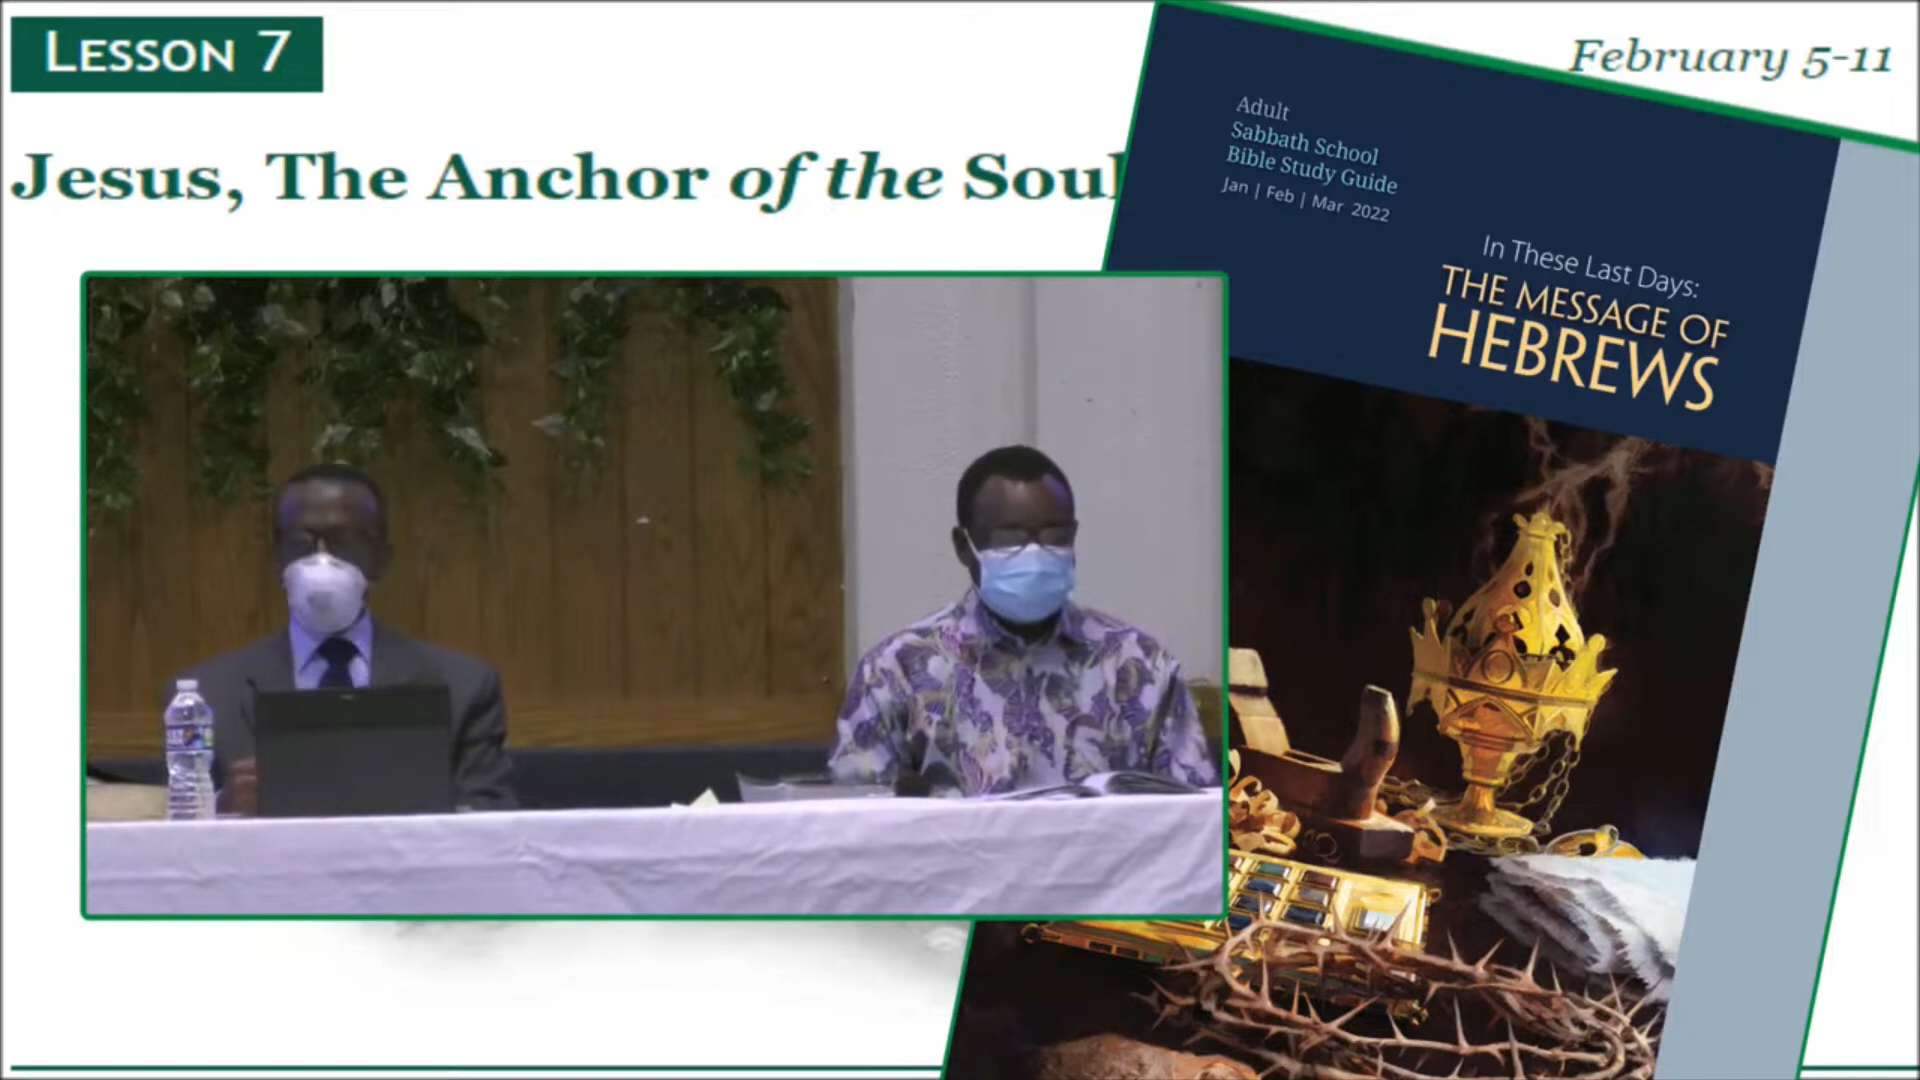 LESSON 7
February 5-11
Jesus, The Anchor of the Soul
Adult
Sabbath School
Bible Study Guide
Jan | Feb | Mar 2022
In These Last Days:
THE MESSAGE OF
HEBREWS